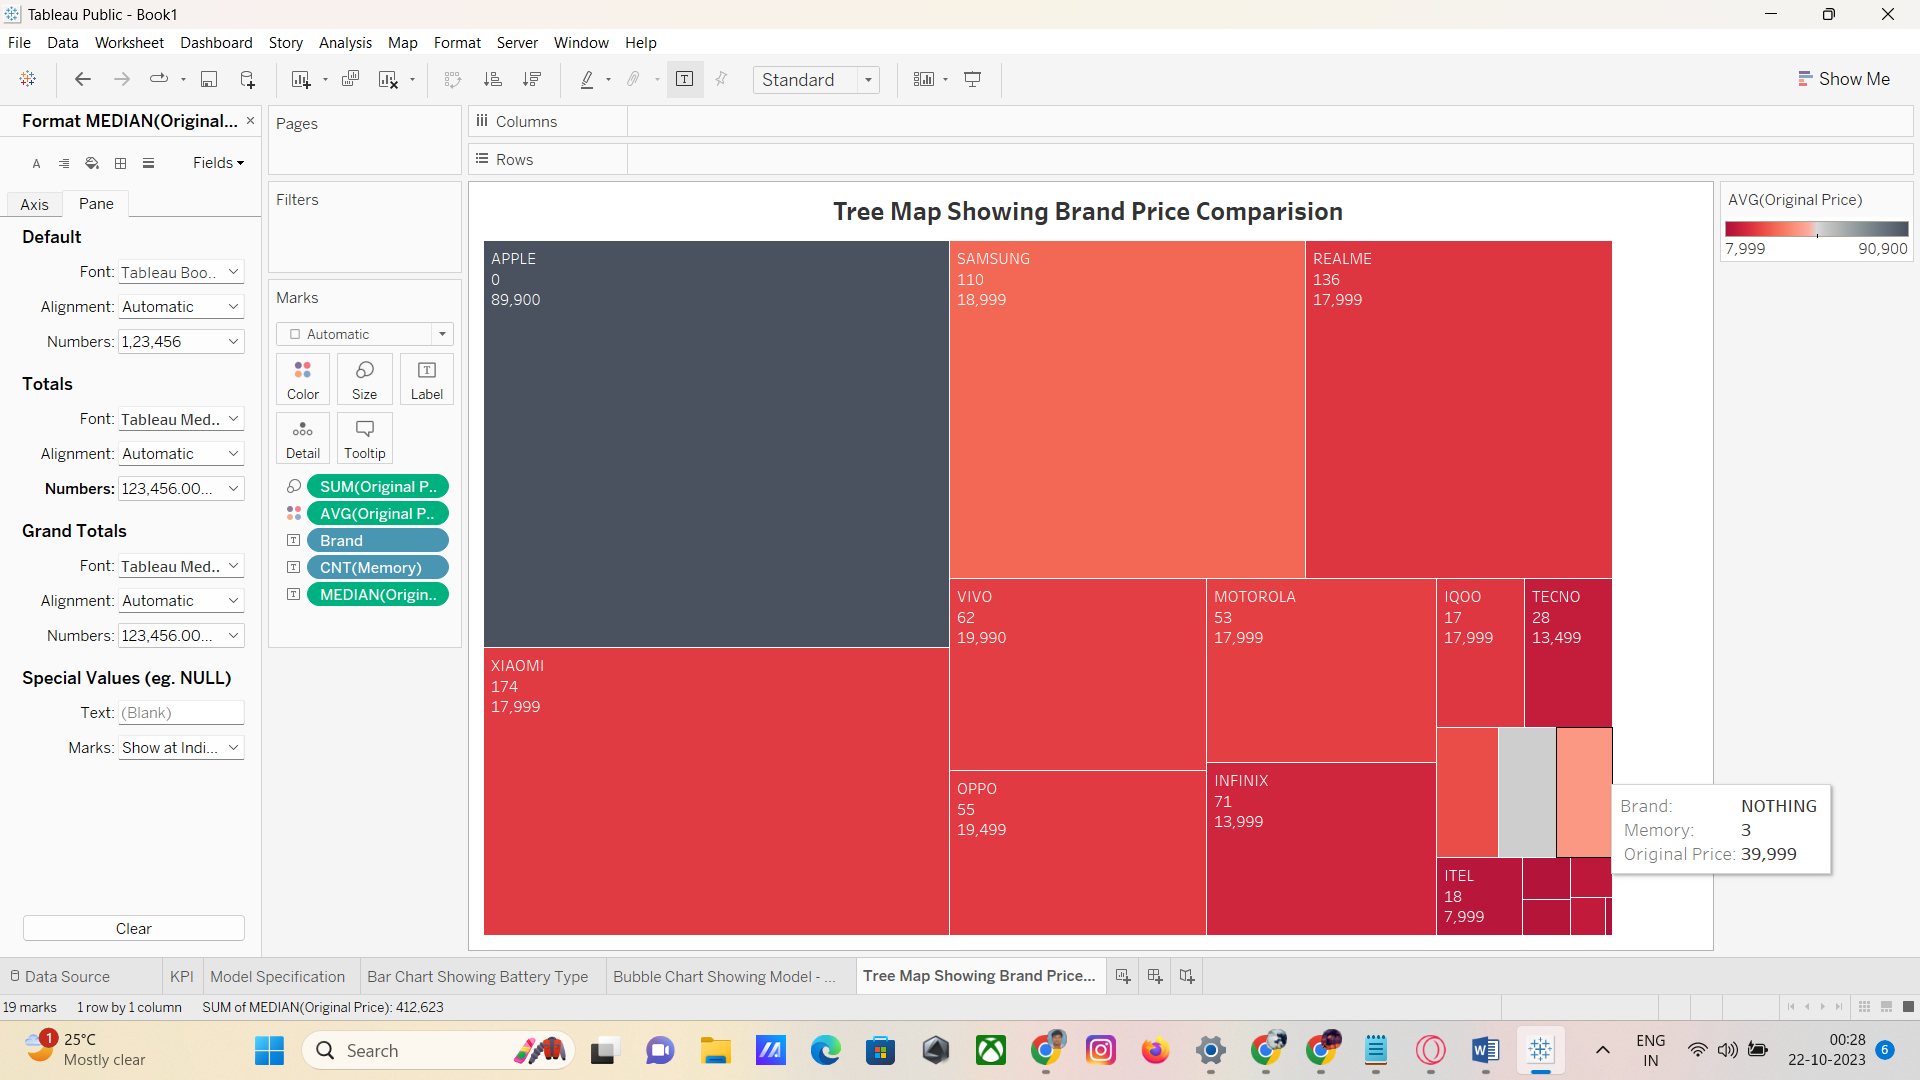 Tableau Public - Book1
File Data Worksheet Dashboard Story Analysis Map Format Server Window Help
Standard
Show Me
Format MEDIAN(Original...
Fields
Axis Pane
Default
Font: Tableau Boo..
Alignment: Automatic
Numbers: 1,23,456
Totals
Font: Tableau Med..
Alignment: Automatic
Numbers: 123,456.00...
Grand Totals
Font: Tableau Med..
Alignment: Automatic
Numbers: 123,456.00...
Special Values (eg. NULL)
Text: (Blank)
Marks: Show at Indi...
Clear
Pages
Filters
Marks
Automatic
Color Size Label
Detail Tooltip
SUM(Original P..
AVG(Original P..
Brand
CNT(Memory)
MEDIAN(Origin..
Columns
Rows
Tree Map Showing Brand Price Comparision
APPLE
0
89,900
SAMSUNG
110
18,999
REALME
136
17,999
XIAOMI
174
17,999
VIVO
62
19,990
MOTOROLA
53
17,999
IQOO
17
17,999
TECNO
28
13,499
OPPO
55
19,499
INFINIX
71
13,999
ITEL
18
7,999
Brand: NOTHING
Memory: 3
Original Price: 39,999
AVG(Original Price)
7,999 90,900
Data Source KPI Model Specification Bar Chart Showing Battery Type Bubble Chart Showing Model - ... Tree Map Showing Brand Price...
19 marks 1 row by 1 column SUM of MEDIAN(Original Price): 412,623
1
25°C
Mostly clear
Search
ENG
IN
00:28
22-10-2023
6